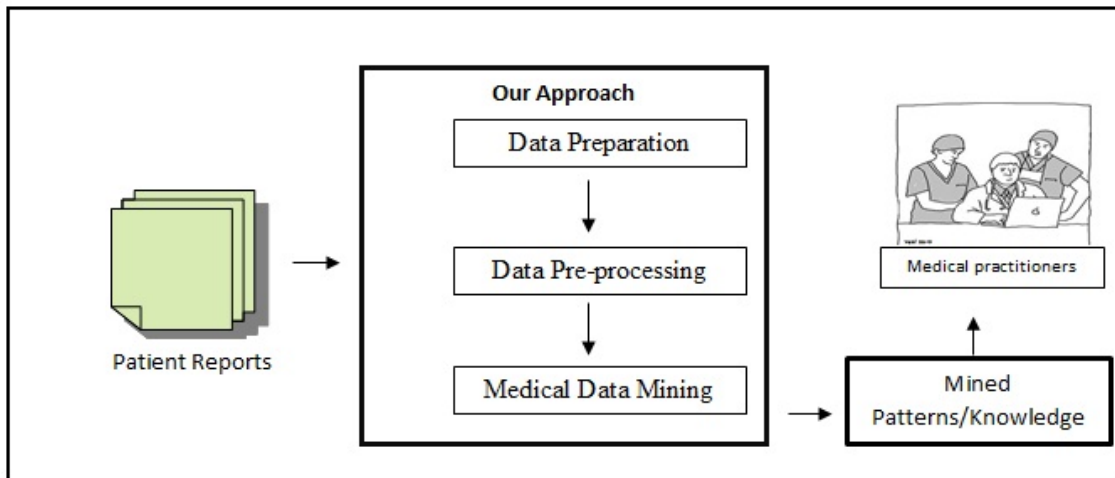 Our Approach
Data Preparation
Data Pre-processing
Medical Data Mining
Patient Reports
Medical practitioners
Mined
Patterns/Knowledge